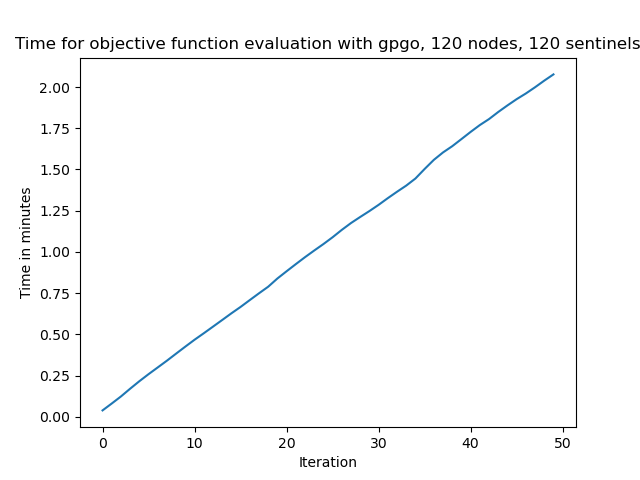 Time for objective function evaluation with gpgo, 120 nodes, 120 sentinels
2.00
1.75
1.50
1.25
1.00
0.75
0.50
0.25
0.00
Time in minutes
0 10 20 30 40 50
Iteration